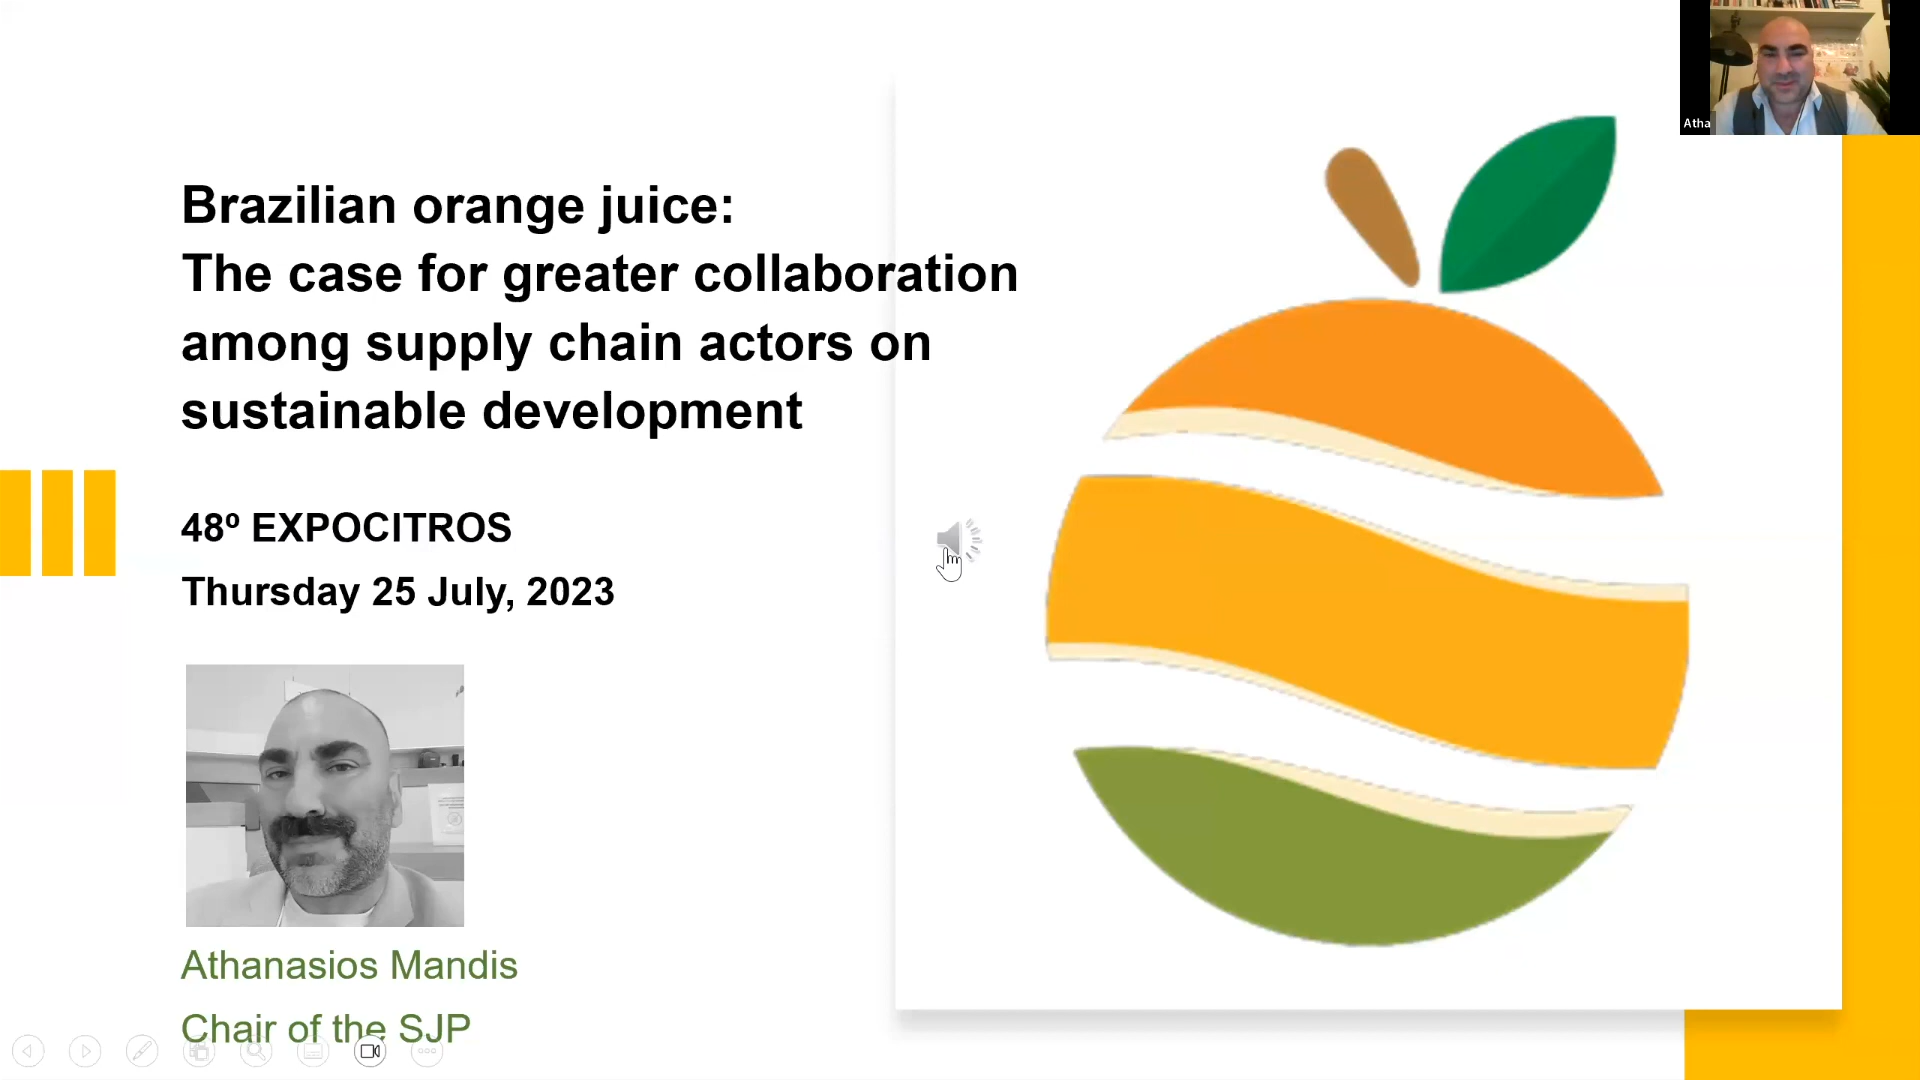 Brazilian orange juice:
The case for greater collaboration
among supply chain actors on
sustainable development
48º EXPOCITROS
Thursday 25 July, 2023
Athanasios Mandis
Chair of the SJP
Atha